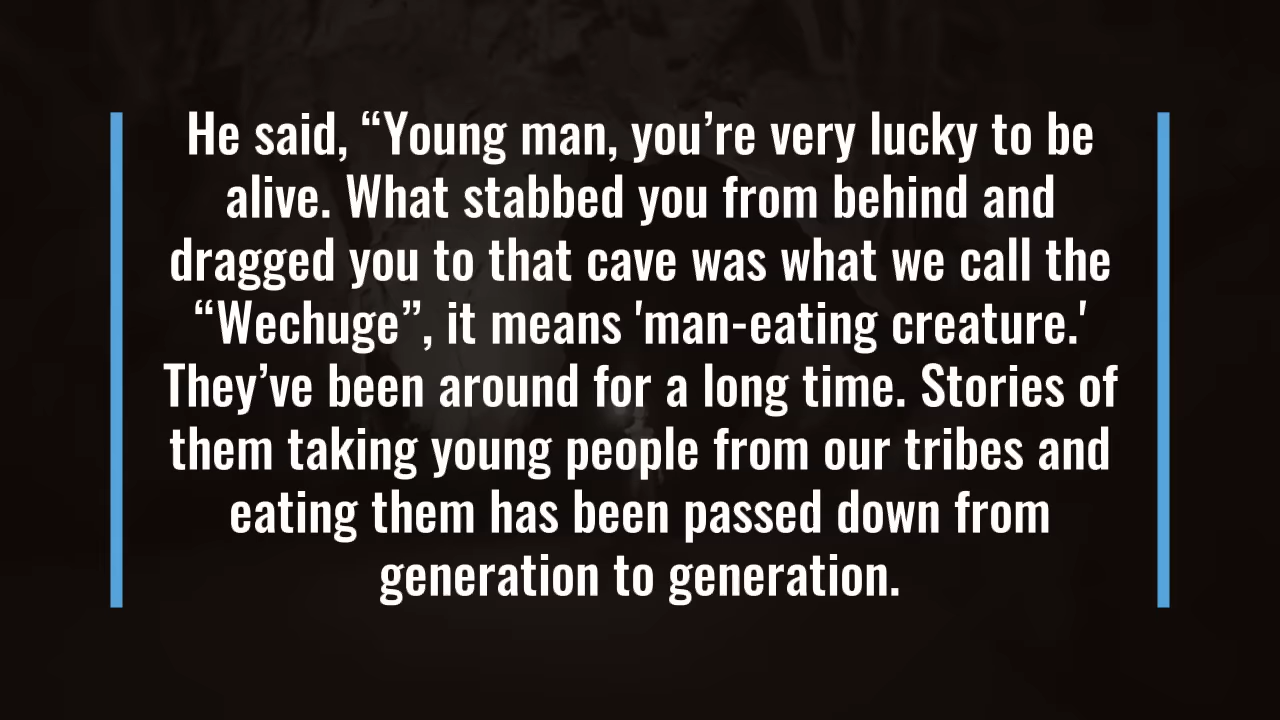 He said, “Young man, you’re very lucky to be
alive. What stabbed you from behind and
dragged you to that cave was what we call the
“Wechuge”, it means 'man-eating creature.'
They’ve been around for a long time. Stories of
them taking young people from our tribes and
eating them has been passed down from
generation to generation.